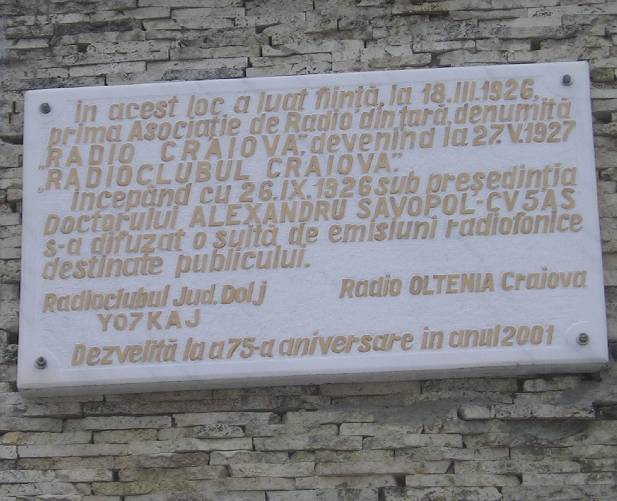 În acest loc a luat ființă, la 18.III.1926,
prima Asociație de Radio din țară, denumită
„RADIO CRAIOVA”, devenind la 27.V.1927
„RADIOCLUBUL CRAIOVA”.
Începând cu 26.IX.1926 sub președinția
Doctorului ALEXANDRU SAVOPOL-CV5AS
s-a difuzat o suită de emisiuni radiofonice
destinate publicului.
Radioclubul Jud. Dolj Radio OLTENIA Craiova
YO7KAJ
Dezvelită la a 75-a aniversare în anul 2001